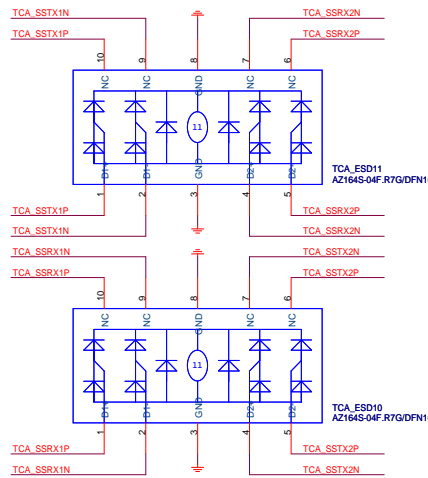 TCA_SSTX1N
TCA_SSRX2N
TCA_SSTX1P
TCA_SSRX2P
10
9
8
7
6
NC
NC
GND
NC
NC
11
D1+
D1-
GND
D2+
D2-
TCA_ESD11
AZ164S-04F.R7G/DFN1
1
2
3
4
5
TCA_SSTX1P
TCA_SSRX2P
TCA_SSTX1N
TCA_SSRX2N
TCA_SSRX1N
TCA_SSTX2N
TCA_SSRX1P
TCA_SSTX2P
10
9
8
7
6
NC
NC
GND
NC
NC
11
D1+
D1-
GND
D2+
D2-
TCA_ESD10
AZ164S-04F.R7G/DFN1
1
2
3
4
5
TCA_SSRX1P
TCA_SSTX2P
TCA_SSRX1N
TCA_SSTX2N